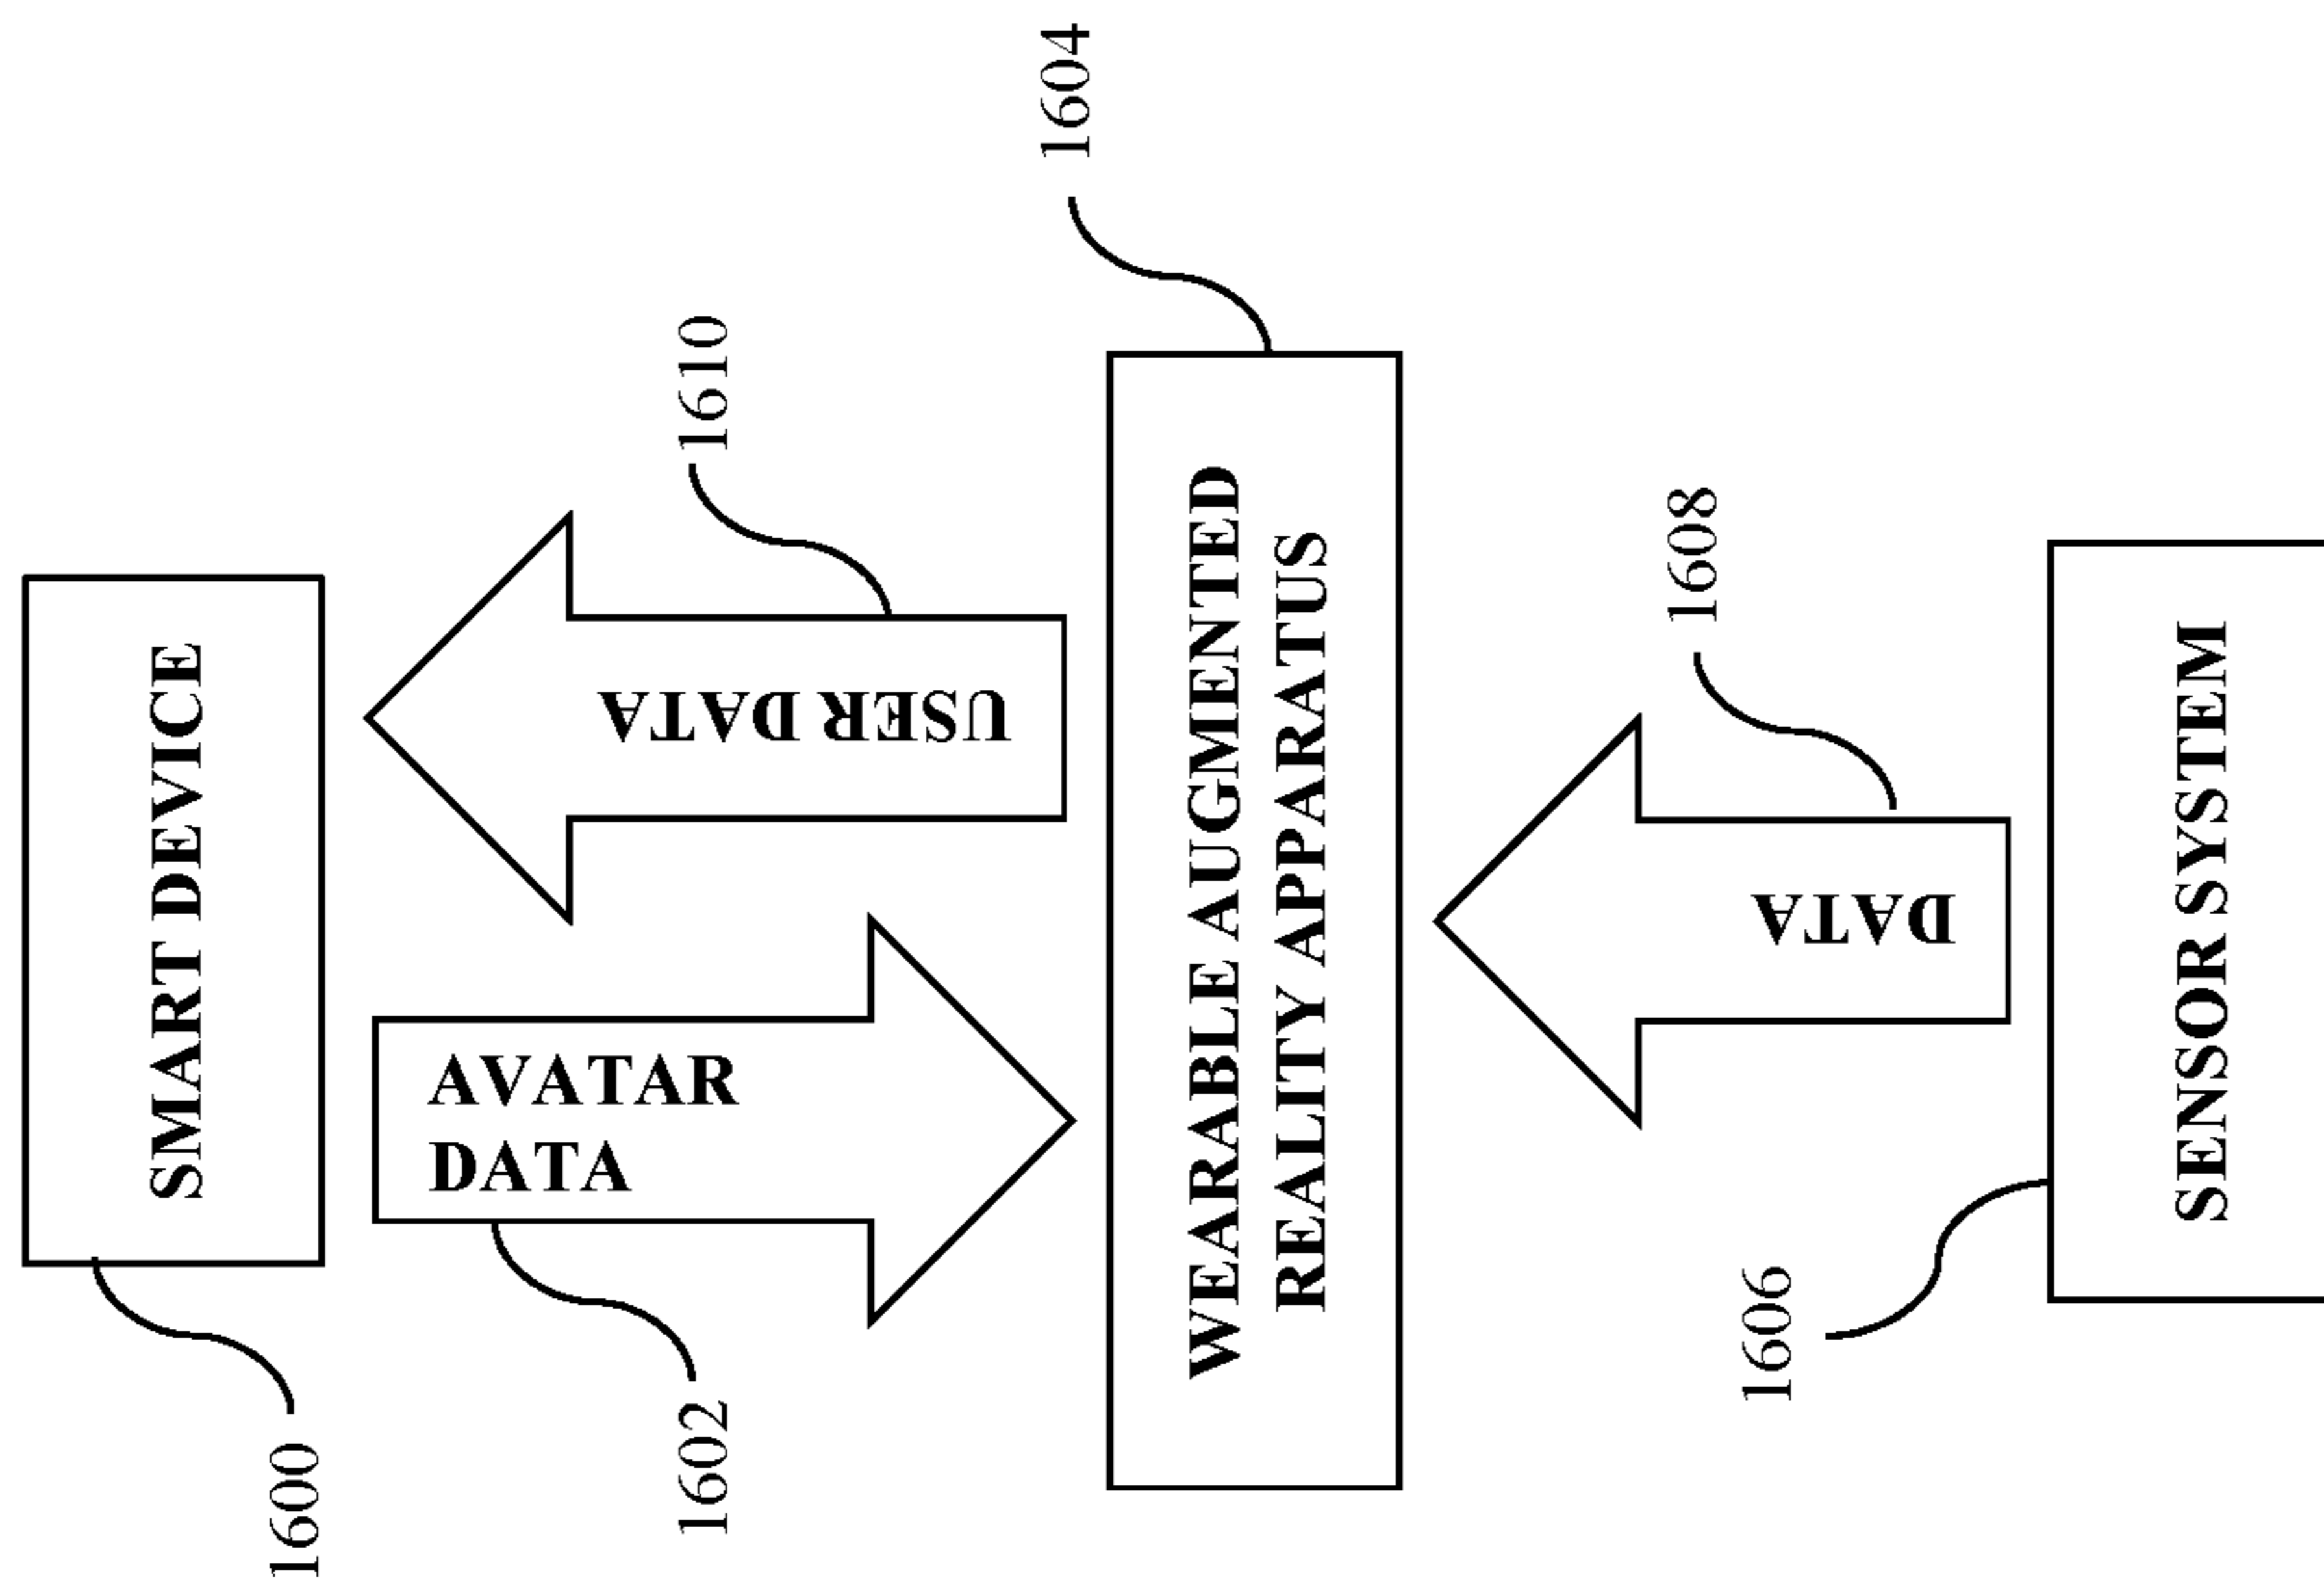 1600
SMART DEVICE
1602
AVATAR
DATA
USER DATA
1610
WEARABLE AUGMENTED
REALITY APPARATUS
1604
1606
DATA
1608
SENSOR SYSTEM